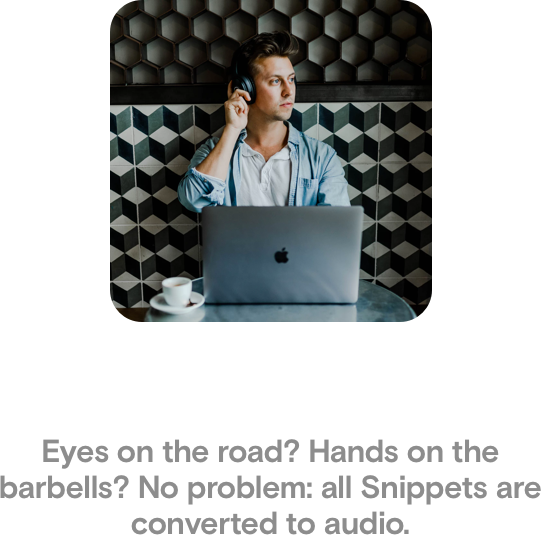 Eyes on the road? Hands on the
barbells? No problem: all Snippets are
converted to audio.